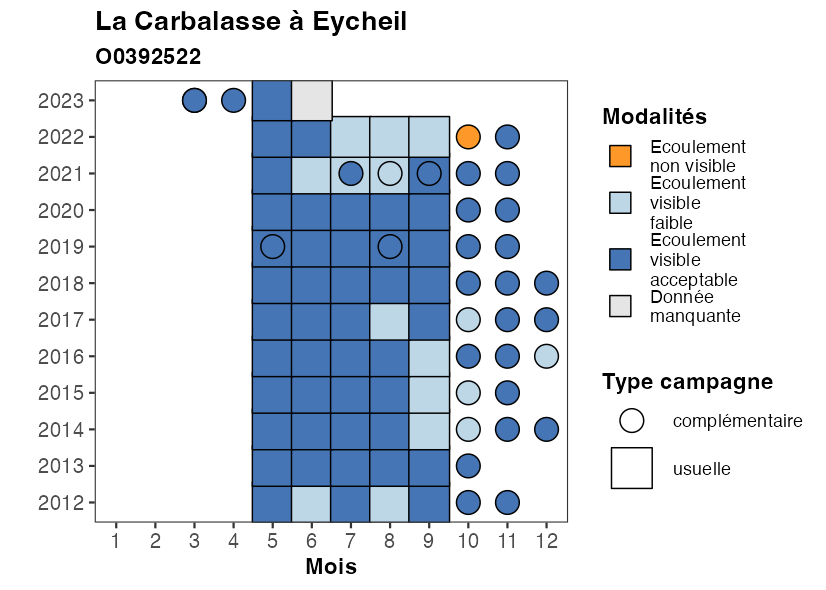 La Carbalasse à Eycheil
O0392522
2023
2022
2021
2020
2019
2018
2017
2016
2015
2014
2013
2012
1 2 3 4 5 6 7 8 9 10 11 12
Mois
Modalités
Ecoulement
non visible
Ecoulement
visible
faible
Ecoulement
visible
acceptable
Donnée
manquante
Type campagne
complémentaire
usuelle